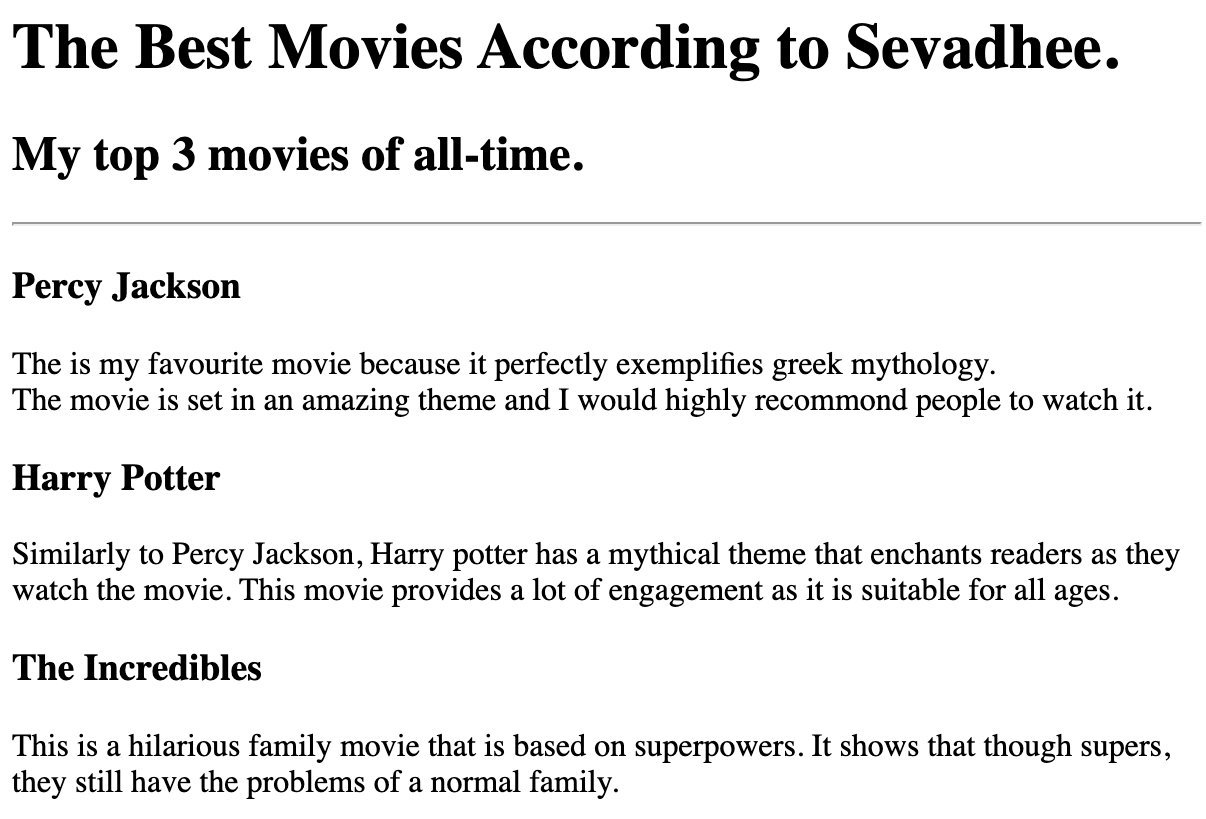 The Best Movies According to Sevadhee.
My top 3 movies of all-time.
Percy Jackson
The is my favourite movie because it perfectly exemplifies greek mythology.
The movie is set in an amazing theme and I would highly recommond people to watch it.
Harry Potter
Similarly to Percy Jackson, Harry potter has a mythical theme that enchants readers as they
watch the movie. This movie provides a lot of engagement as it is suitable for all ages.
The Incredibles
This is a hilarious family movie that is based on superpowers. It shows that though supers,
they still have the problems of a normal family.